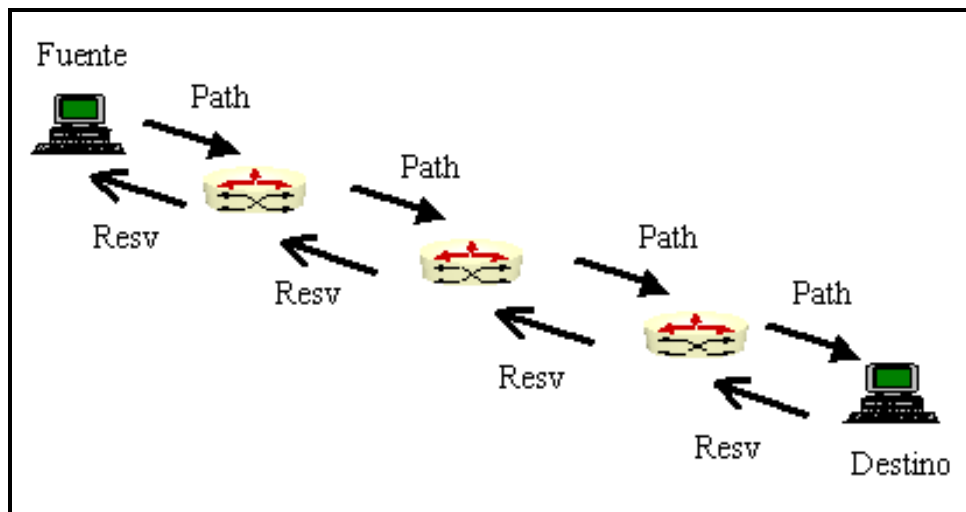 Fuente
Path
Path
Resv
Path
Resv
Path
Resv
Resv
Destino